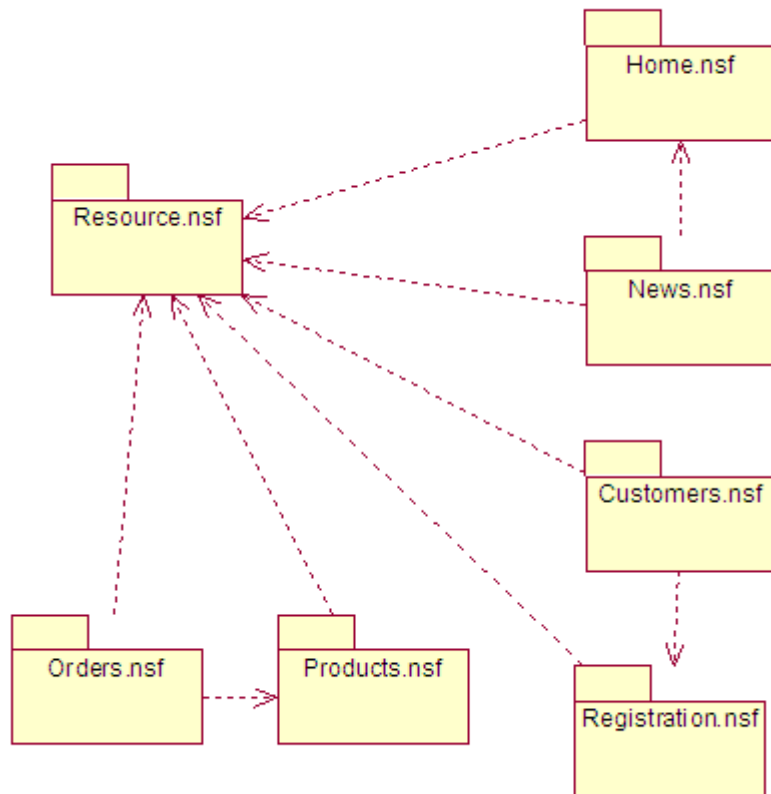 Home.nsf
Resource.nsf
News.nsf
Customers.nsf
Orders.nsf
Products.nsf
Registration.nsf